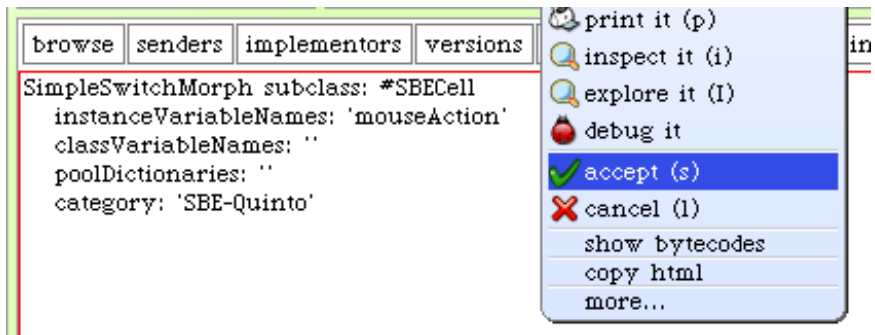 print it (p)
browse senders implementors versions in
inspect it (i)
explore it (I)
debug it
SimpleSwitchMorph subclass: #SBECell
instanceVariableNames: 'mouseAction'
classVariableNames: ''
poolDictionaries: ''
category: 'SBE-Quinto'
accept (s)
cancel (l)
show bytecodes
copy html
more...